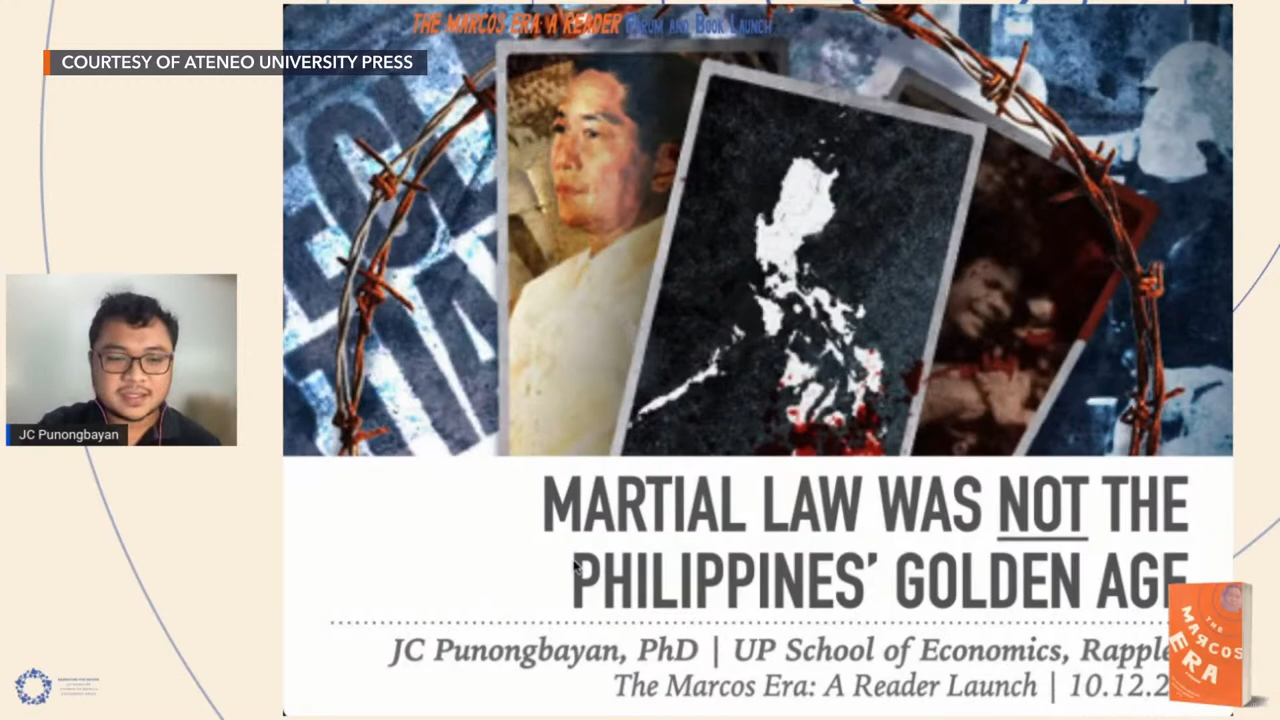 THE MARCOS ERA: A READER FORUM AND BOOK LAUNCH
COURTESY OF ATENEO UNIVERSITY PRESS
JC Punongbayan
MARTIAL LAW WAS NOT THE
PHILIPPINES' GOLDEN AGE
JC Punongbayan, PhD | UP School of Economics, Rapple
The Marcos Era: A Reader Launch | 10.12.2
THE
MARCOS
ERA